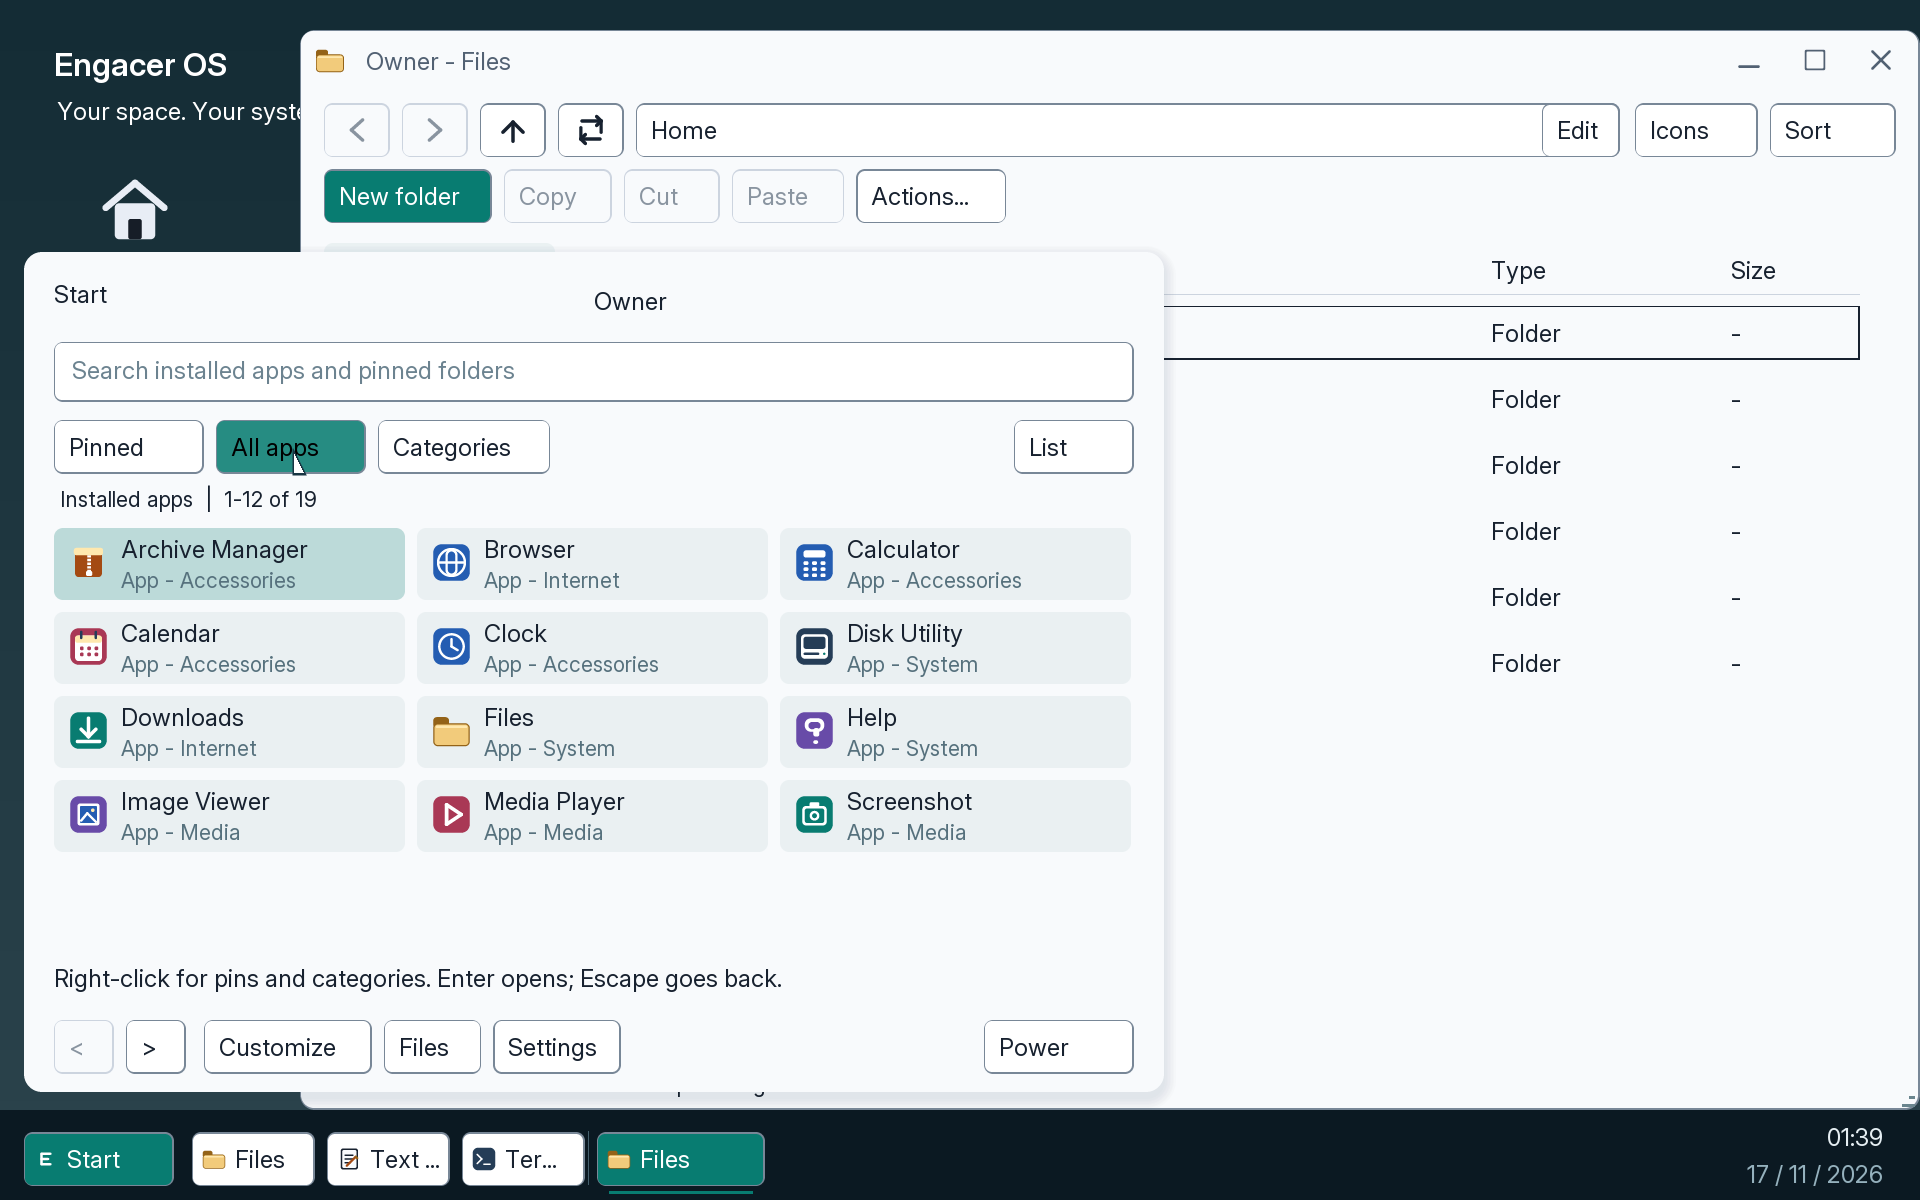 Engacer OS
Your space. Your syste
Owner - Files
Home
Edit
Icons
Sort
New folder
Copy
Cut
Paste
Actions...
Type
Size
Folder
-
Folder
-
Folder
-
Folder
-
Folder
-
Folder
-
Start
Owner
Search installed apps and pinned folders
Pinned
All apps
Categories
List
Installed apps | 1-12 of 19
Archive Manager
App - Accessories
Browser
App - Internet
Calculator
App - Accessories
Calendar
App - Accessories
Clock
App - Accessories
Disk Utility
App - System
Downloads
App - Internet
Files
App - System
Help
App - System
Image Viewer
App - Media
Media Player
App - Media
Screenshot
App - Media
Right-click for pins and categories. Enter opens; Escape goes back.
<
>
Customize
Files
Settings
Power
E Start
Files
Text ...
Ter...
Files
01:39
17 / 11 / 2026